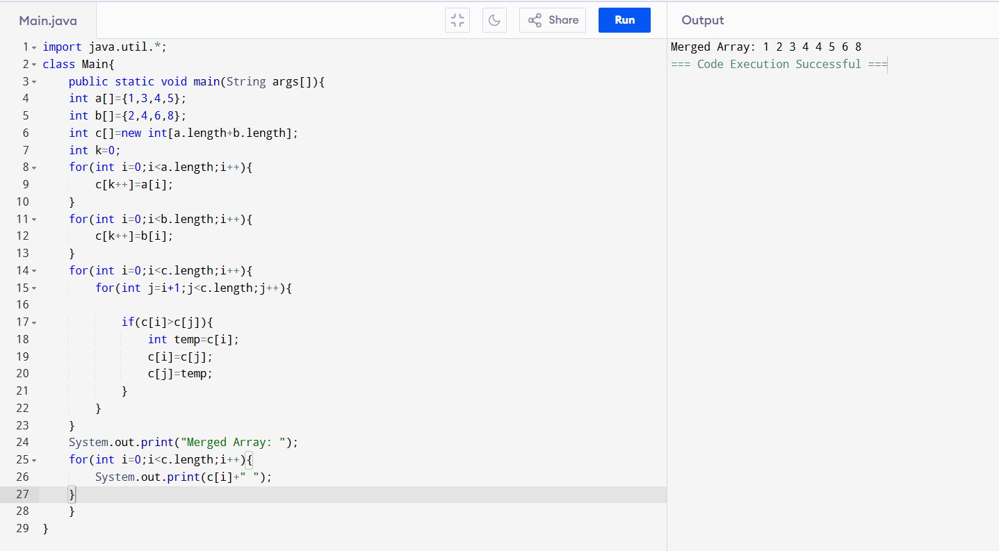 Main.java
Share
Run
Output
1 import java.util.*;
2 class Main{
3     public static void main(String args[]){
4     int a[]={1,3,4,5};
5     int b[]={2,4,6,8};
6     int c[]=new int[a.length+b.length];
7     int k=0;
8     for(int i=0;i<a.length;i++){
9         c[k++]=a[i];
10     }
11     for(int i=0;i<b.length;i++){
12         c[k++]=b[i];
13     }
14     for(int i=0;i<c.length;i++){
15         for(int j=i+1;j<c.length;j++){
16
17             if(c[i]>c[j]){
18                 int temp=c[i];
19                 c[i]=c[j];
20                 c[j]=temp;
21             }
22         }
23     }
24     System.out.print("Merged Array: ");
25     for(int i=0;i<c.length;i++){
26         System.out.print(c[i]+" ");
27     }
28     }
29 }
Merged Array: 1 2 3 4 4 5 6 8
=== Code Execution Successful ===